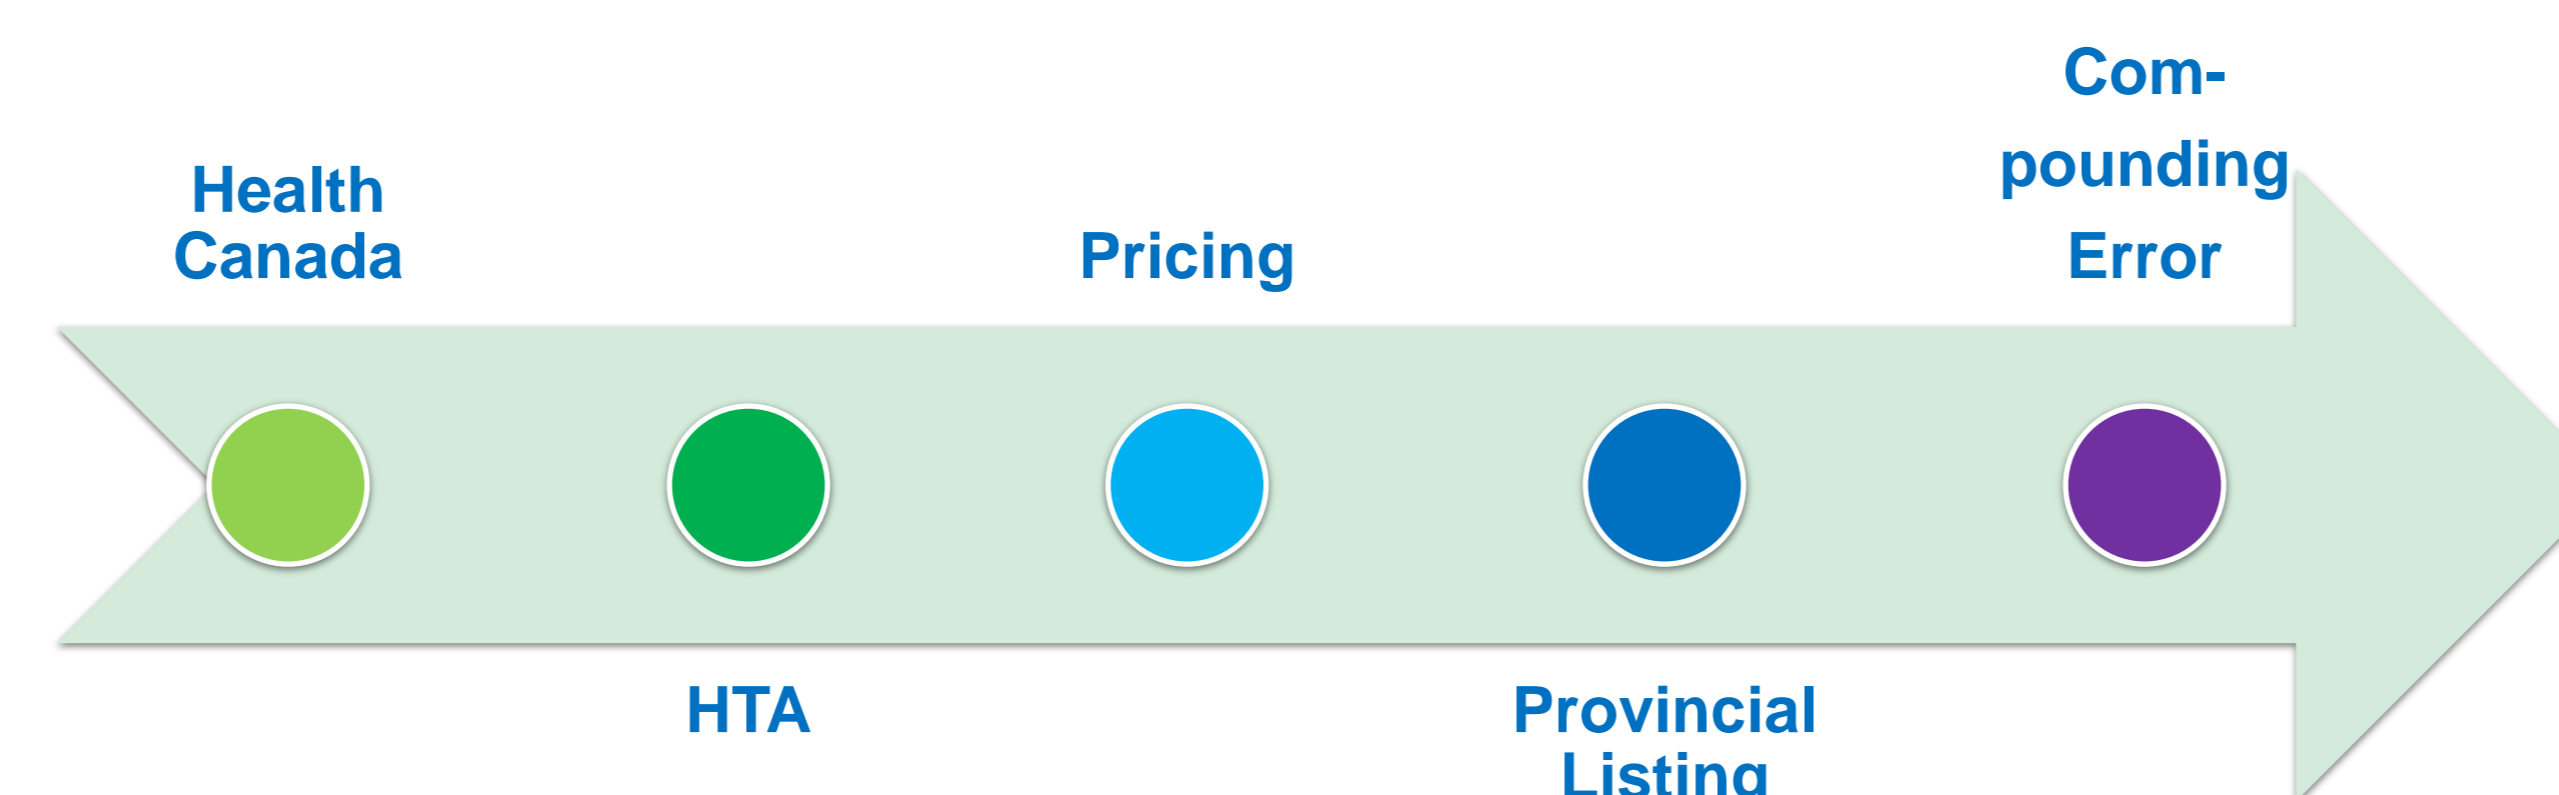 Health
Canada
HTA
Pricing
Provincial
Listing
Com-
pounding
Error